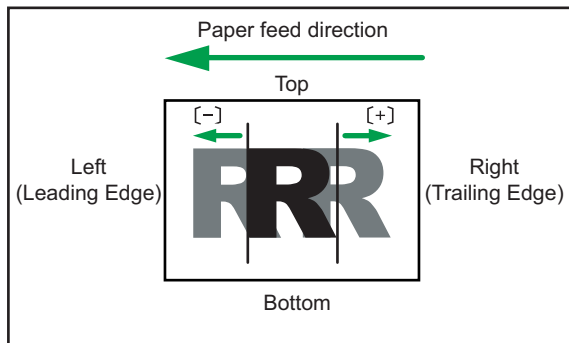 Paper feed direction
Top
[−] [+]
RRR
Left
(Leading Edge)
Right
(Trailing Edge)
Bottom